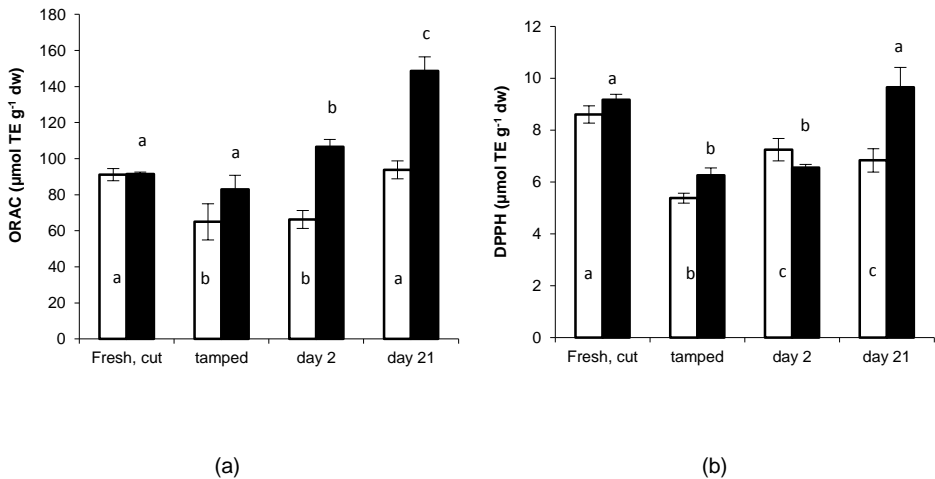 ORAC (µmol TE g⁻¹ dw)
180
160
140
120
100
80
60
40
20
0
a
a
b
c
a
b
b
a
Fresh, cut tamped day 2 day 21
(a)
DPPH (µmol TE g⁻¹ dw)
12
10
8
6
4
2
0
a
b
b
a
a
b
c
c
Fresh, cut tamped day 2 day 21
(b)